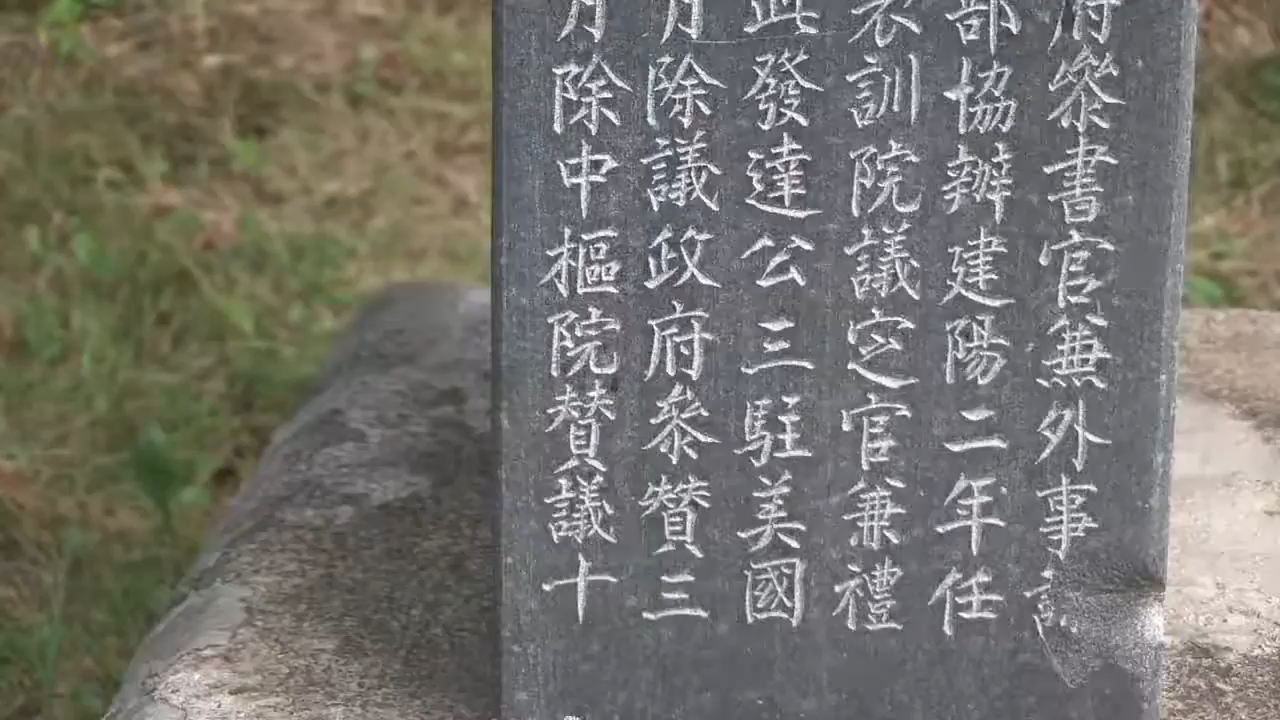 府叅書官兼外事
部協辦建陽二年任
訓院議定官兼禮
發達公三駐美國
月除議政府叅贊三
月除中樞院贊議十